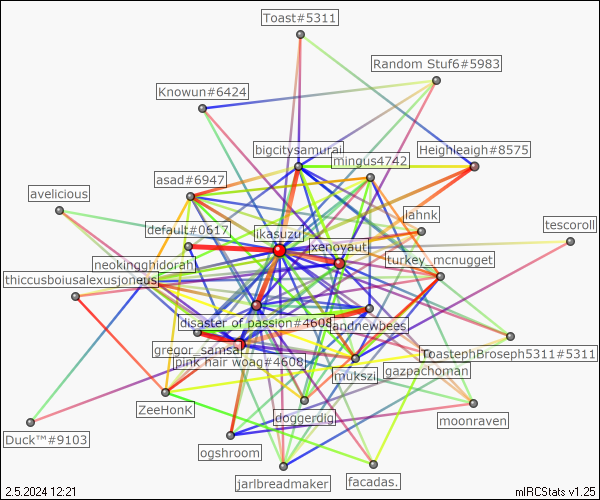 Toast#5311
Random Stuf6#5983
Knowun#6424
bigcitysamurai
mingus4742
Heighleaigh#8575
asad#6947
avelicious
lahnk
default#0617
ikasuzu
tescoroll
xenoyaut
neokingghidorah
turkey_mcnugget
thiccusboiusalexusjoneus
disaster of passion#4608
andnewbees
gregor_samsa
ToastephBroseph5311#5311
pink hair woag#4608
gazpachoman
mukszi
ZeeHonK
doggerdig
moonraven
Duck™#9103
ogshroom
jarlbreadmaker
facadas.
2.5.2024 12:21
mIRCStats v1.25